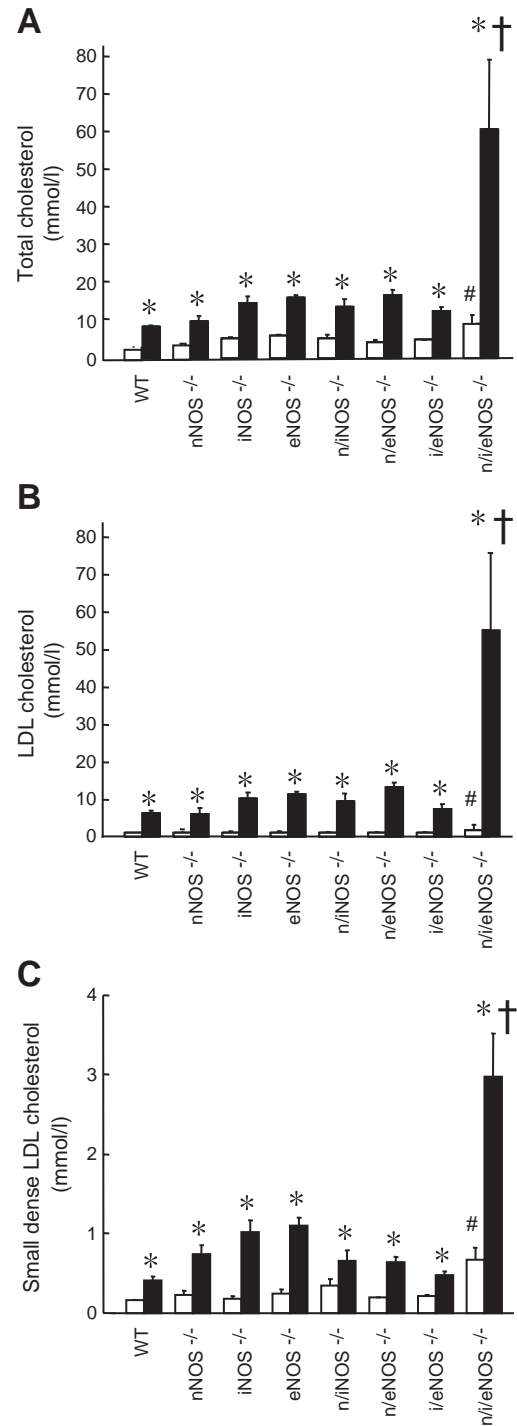 A
* †
80
70
60
50
40
30
20
10
0
Total cholesterol
(mmol/l)
* * * * * * * #
WT
nNOS -/-
iNOS -/-
eNOS -/-
n/iNOS -/-
n/eNOS -/-
i/eNOS -/-
n/i/eNOS -/-
B
* †
80
70
60
50
40
30
20
10
0
LDL cholesterol
(mmol/l)
* * * * * * * #
WT
nNOS -/-
iNOS -/-
eNOS -/-
n/iNOS -/-
n/eNOS -/-
i/eNOS -/-
n/i/eNOS -/-
C
* †
4
3
2
1
0
Small dense LDL cholesterol
(mmol/l)
* * * * * * * #
WT
nNOS -/-
iNOS -/-
eNOS -/-
n/iNOS -/-
n/eNOS -/-
i/eNOS -/-
n/i/eNOS -/-